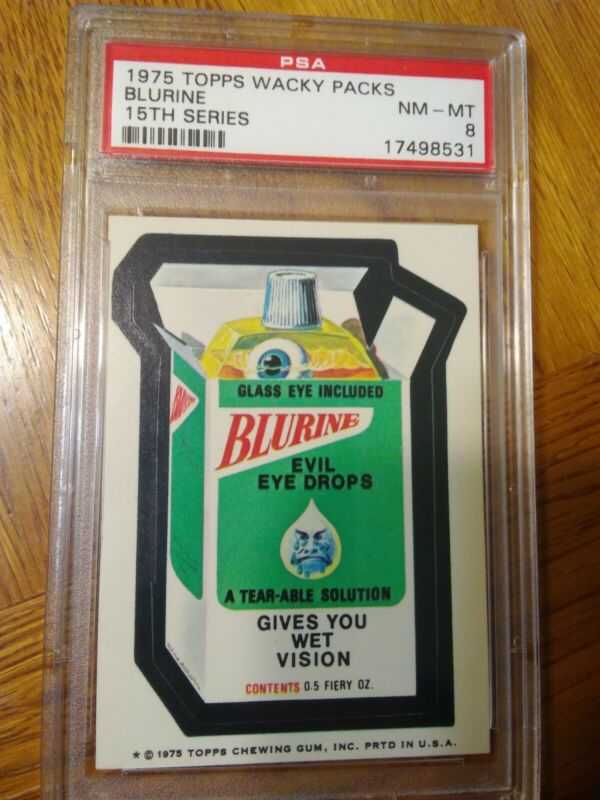 PSA
1975 TOPPS WACKY PACKS
BLURINE
NM - MT
15TH SERIES
8
17498531
GLASS EYE INCLUDED
BLURINE
EVIL
EYE DROPS
A TEAR-ABLE SOLUTION
GIVES YOU
WET
VISION
CONTENTS 0.5 FIERY OZ.
* © 1975 TOPPS CHEWING GUM, INC. PRTD IN U.S.A.